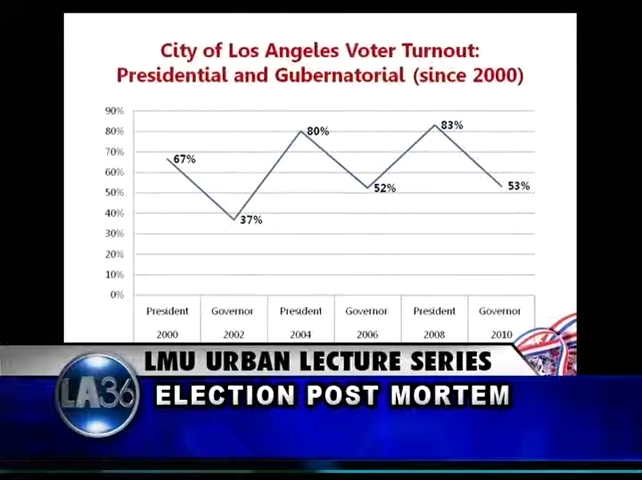 City of Los Angeles Voter Turnout:
Presidential and Gubernatorial (since 2000)
90%
80%
70%
60%
50%
40%
30%
20%
10%
0%
67%
37%
80%
52%
83%
53%
President Governor President Governor President Governor
2000 2002 2004 2006 2008 2010
LMU URBAN LECTURE SERIES
LA36
ELECTION POST MORTEM